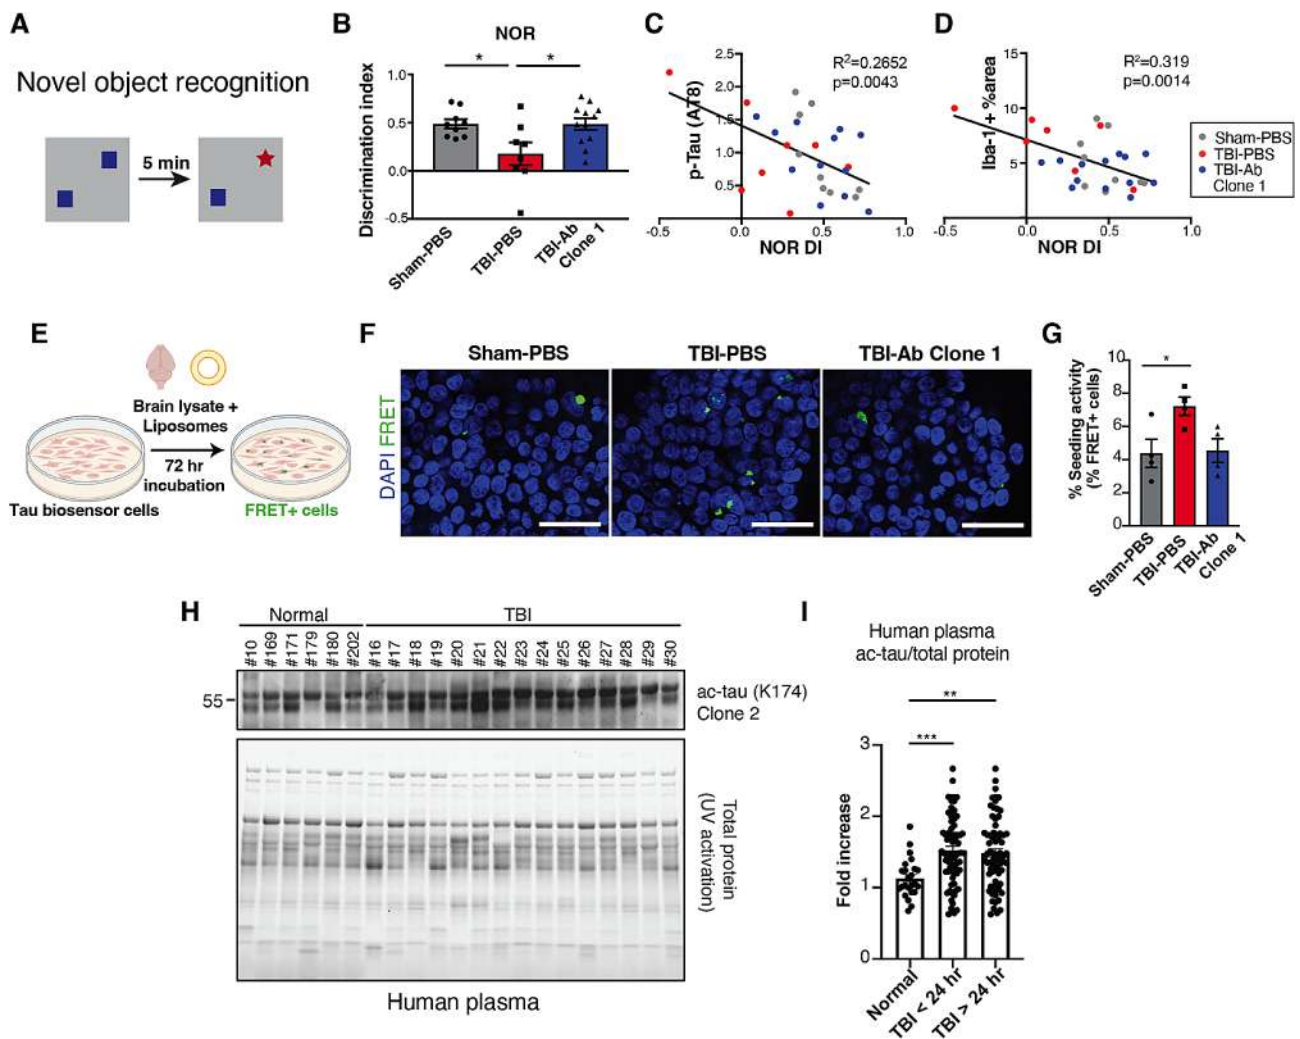 A
Novel object recognition
5 min
B
NOR
*
*
Discrimination index
1.0
0.5
0.0
-0.5
Sham-PBS
TBI-PBS
TBI-Ab
Clone 1
C
R²=0.2652
p=0.0043
p-Tau (AT8)
2.5
2.0
1.5
1.0
0.5
-0.5
0.0
0.5
1.0
NOR DI
D
R²=0.319
p=0.0014
Iba-1 + %area
15
10
5
-0.5
0.0
0.5
1.0
NOR DI
Sham-PBS
TBI-PBS
TBI-Ab
Clone 1
E
Brain lysate +
Liposomes
72 hr
incubation
Tau biosensor cells
FRET+ cells
F
Sham-PBS
TBI-PBS
TBI-Ab Clone 1
DAPI FRET
G
*
% Seeding activity
(% FRET+ cells)
10
8
6
4
2
0
Sham-PBS
TBI-PBS
TBI-Ab
Clone 1
H
Normal
TBI
#10
#169
#171
#179
#180
#202
#16
#17
#18
#19
#20
#21
#22
#23
#24
#25
#26
#27
#28
#29
#30
55
ac-tau (K174)
Clone 2
Total protein
(UV activation)
Human plasma
I
Human plasma
ac-tau/total protein
**
***
Fold increase
3
2
1
0
Normal
TBI < 24 hr
TBI > 24 hr